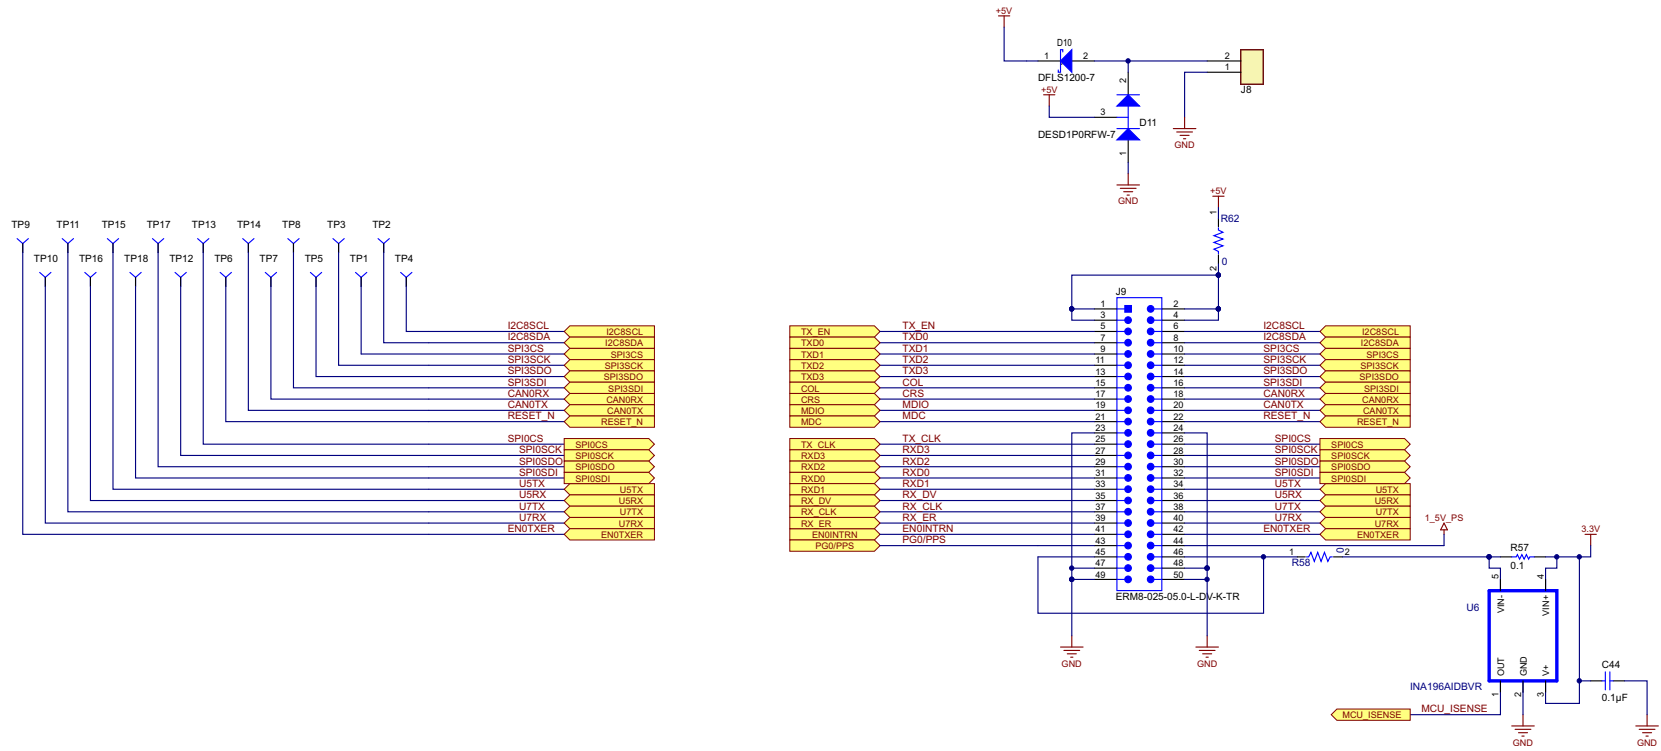 +5V
D10
1
2
DFLS1200-7
2
1
J8
+5V
2
3
D11
DESD1P0RFW-7
1
GND
GND
TP9 TP11 TP15 TP17 TP13 TP14 TP8 TP3 TP2
TP10 TP16 TP18 TP12 TP6 TP7 TP5 TP1 TP4
I2C8SCL I2C8SCL
I2C8SDA I2C8SDA
SPI3CS SPI3CS
SPI3SCK SPI3SCK
SPI3SDO SPI3SDO
SPI3SDI SPI3SDI
CAN0RX CAN0RX
CAN0TX CAN0TX
RESET_N RESET_N
SPI0CS SPI0CS
SPI0SCK SPI0SCK
SPI0SDO SPI0SDO
SPI0SDI SPI0SDI
U5TX U5TX
U5RX U5RX
U7TX U7TX
U7RX U7RX
EN0TXER EN0TXER
+5V
1
R62
0
2
J9
1 2
3 4
TX_EN TX_EN 5 6 I2C8SCL I2C8SCL
TXD0 TXD0 7 8 I2C8SDA I2C8SDA
TXD1 TXD1 9 10 SPI3CS SPI3CS
TXD2 TXD2 11 12 SPI3SCK SPI3SCK
TXD3 TXD3 13 14 SPI3SDO SPI3SDO
COL COL 15 16 SPI3SDI SPI3SDI
CRS CRS 17 18 CAN0RX CAN0RX
MDIO MDIO 19 20 CAN0TX CAN0TX
MDC MDC 21 22 RESET_N RESET_N
23 24
TX_CLK TX_CLK 25 26 SPI0CS SPI0CS
RXD3 RXD3 27 28 SPI0SCK SPI0SCK
RXD2 RXD2 29 30 SPI0SDO SPI0SDO
RXD0 RXD0 31 32 SPI0SDI SPI0SDI
RXD1 RXD1 33 34 U5TX U5TX
RX_DV RX_DV 35 36 U5RX U5RX
RX_CLK RX_CLK 37 38 U7TX U7TX
RX_ER RX_ER 39 40 U7RX U7RX
EN0INTRN EN0INTRN 41 42 EN0TXER EN0TXER
PG0/PPS PG0/PPS 43 44
45 46
47 48
49 50
ERM8-025-05.0-L-DV-K-TR
GND
GND
1_5V_PS
3.3V
1 0 2
R58
R57
0.1
5 4
U6
VIN- VIN+
OUT GND V+
INA196AIDBVR
1 2 3
C44
0.1µF
MCU_ISENSE MCU_ISENSE
GND
GND